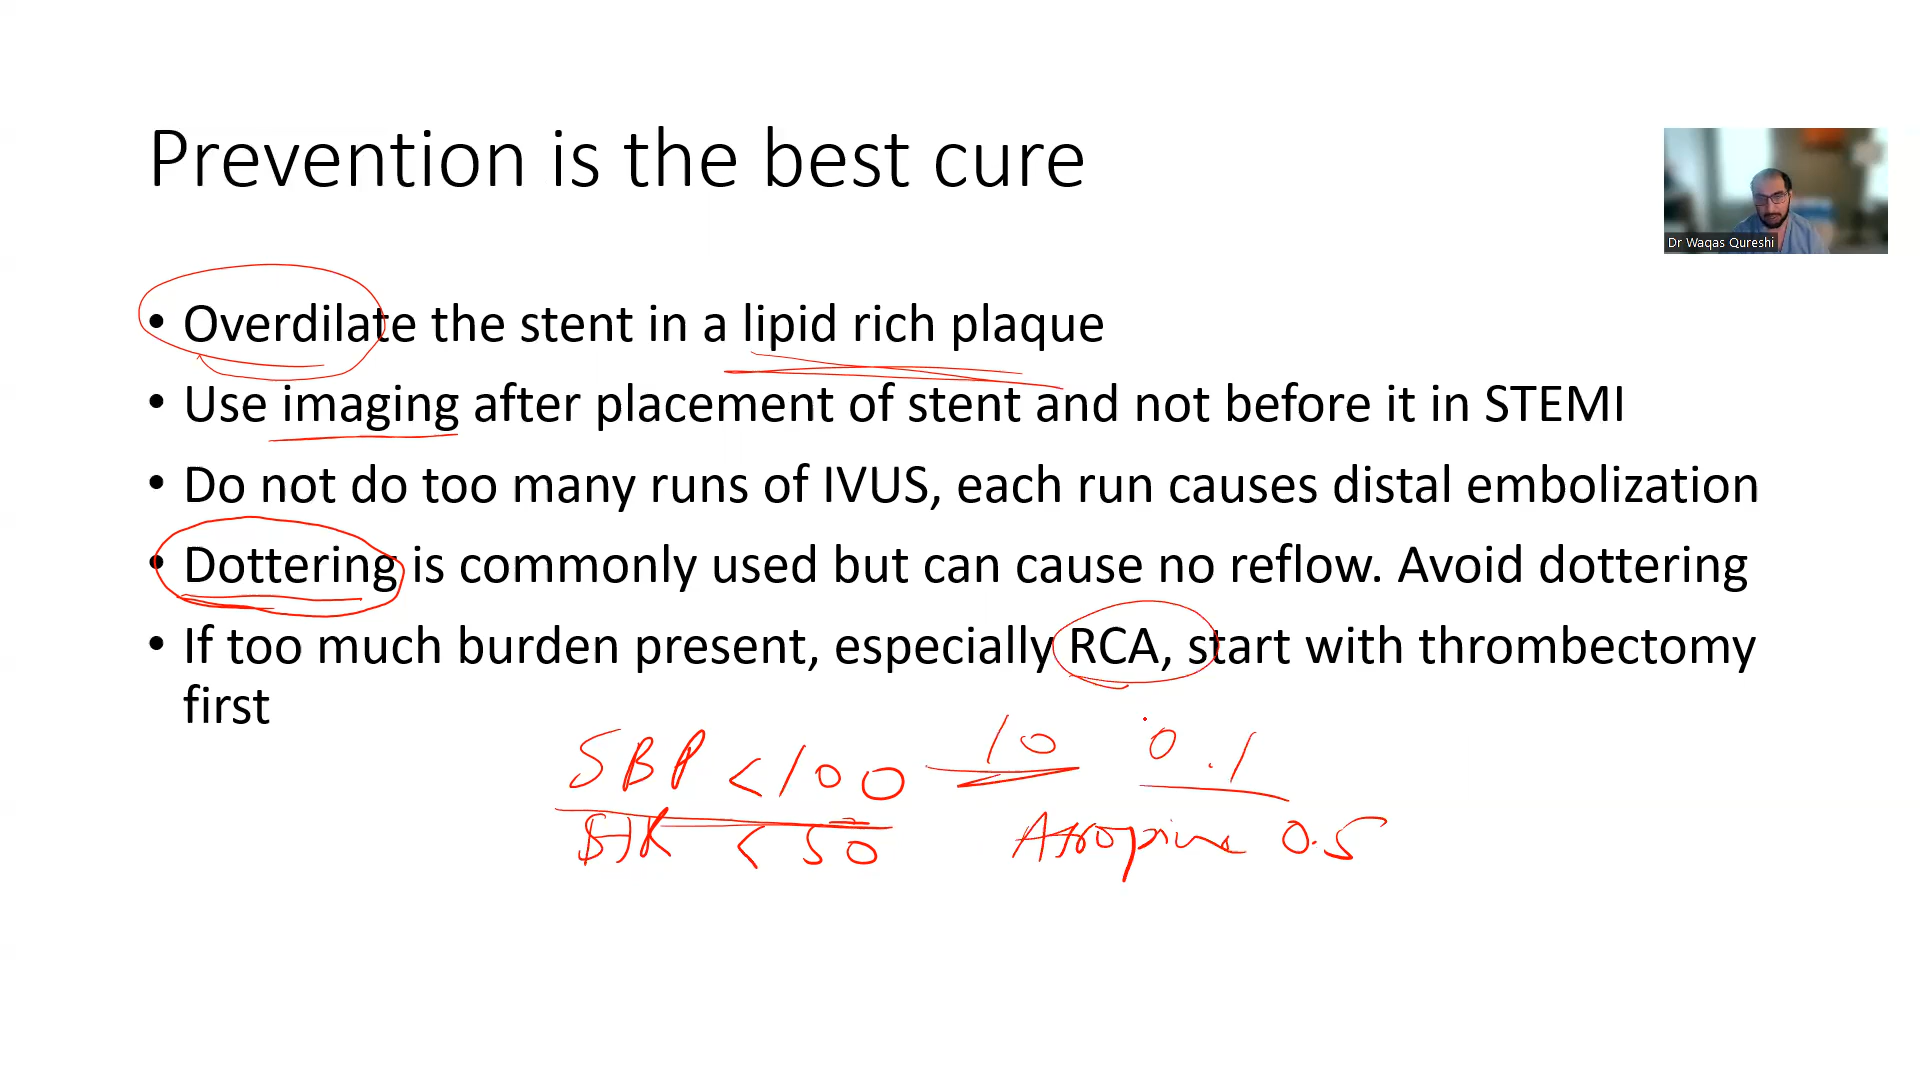 Prevention is the best cure
Dr Waqas Qureshi
• Overdilate the stent in a lipid rich plaque
• Use imaging after placement of stent and not before it in STEMI
• Do not do too many runs of IVUS, each run causes distal embolization
• Dottering is commonly used but can cause no reflow. Avoid dottering
• If too much burden present, especially RCA, start with thrombectomy
first
SBP <100 10 0.1
< 50 Atropine 0.5